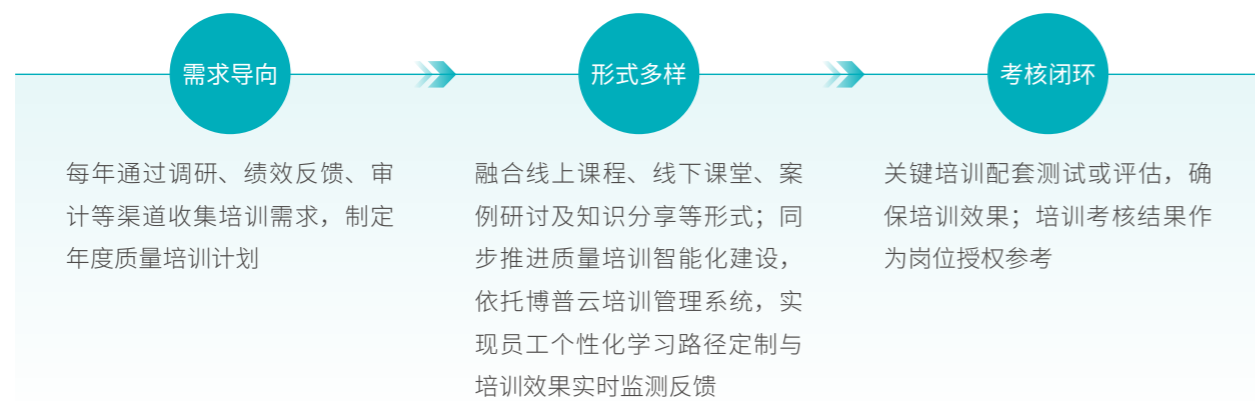 需求导向
每年通过调研、绩效反馈、审
计等渠道收集培训需求，制定
年度质量培训计划
形式多样
融合线上课程、线下课堂、案
例研讨及知识分享等形式；同
步推进质量培训智能化建设，
依托博普云培训管理系统，实
现员工个性化学习路径定制与
培训效果实时监测反馈
考核闭环
关键培训配套测试或评估，确
保培训效果；培训考核结果作
为岗位授权参考